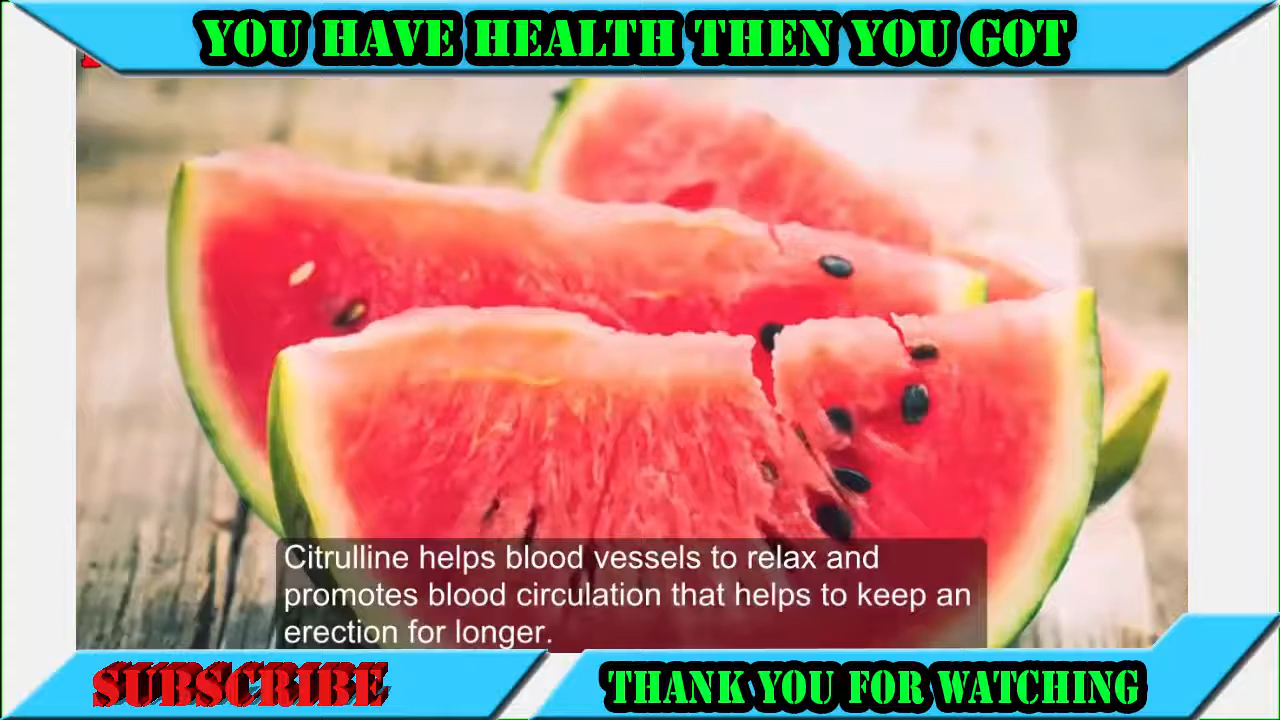 YOU HAVE HEALTH THEN YOU GOT
Citrulline helps blood vessels to relax and
promotes blood circulation that helps to keep an
erection for longer.
SUBSCRIBE
THANK YOU FOR WATCHING